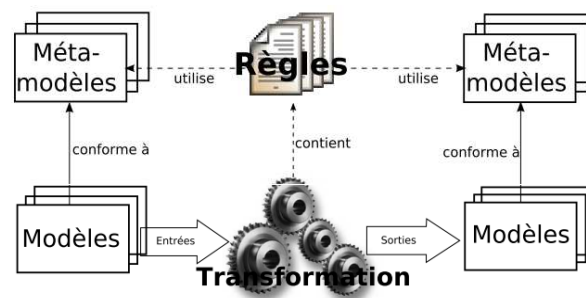 Méta-
modèles
utilise
Règles
utilise
Méta-
modèles
conforme à
contient
conforme à
Modèles
Entrées
Transformation
Sorties
Modèles